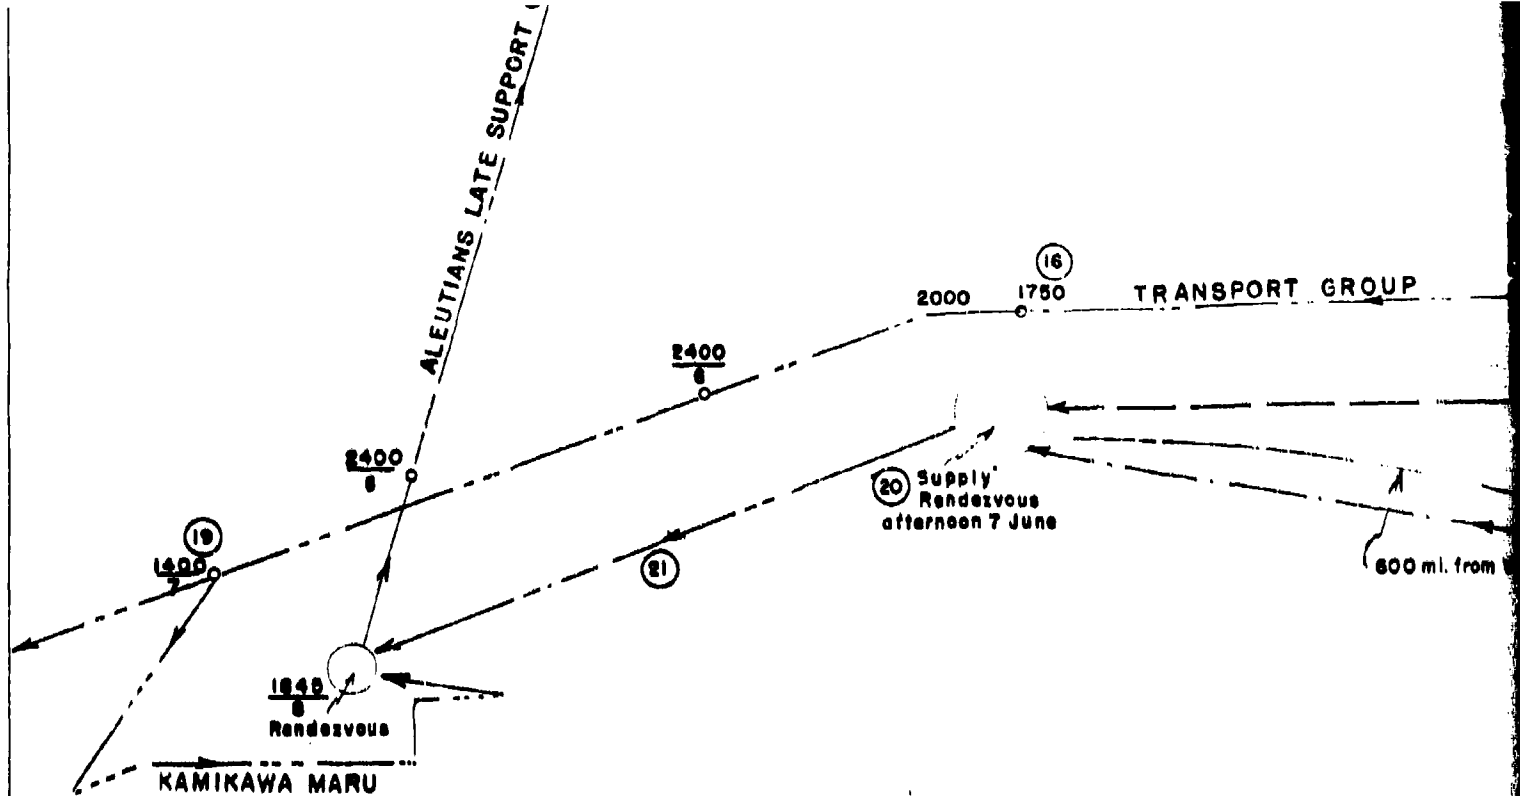 ALEUTIANS LATE SUPPORT
16
2000
1750
TRANSPORT GROUP
2400
6
2400
6
20
Supply
Rendezvous
afternoon 7 June
19
1400
7
21
600 mi. from
1845
8
Rendezvous
KAMIKAWA MARU